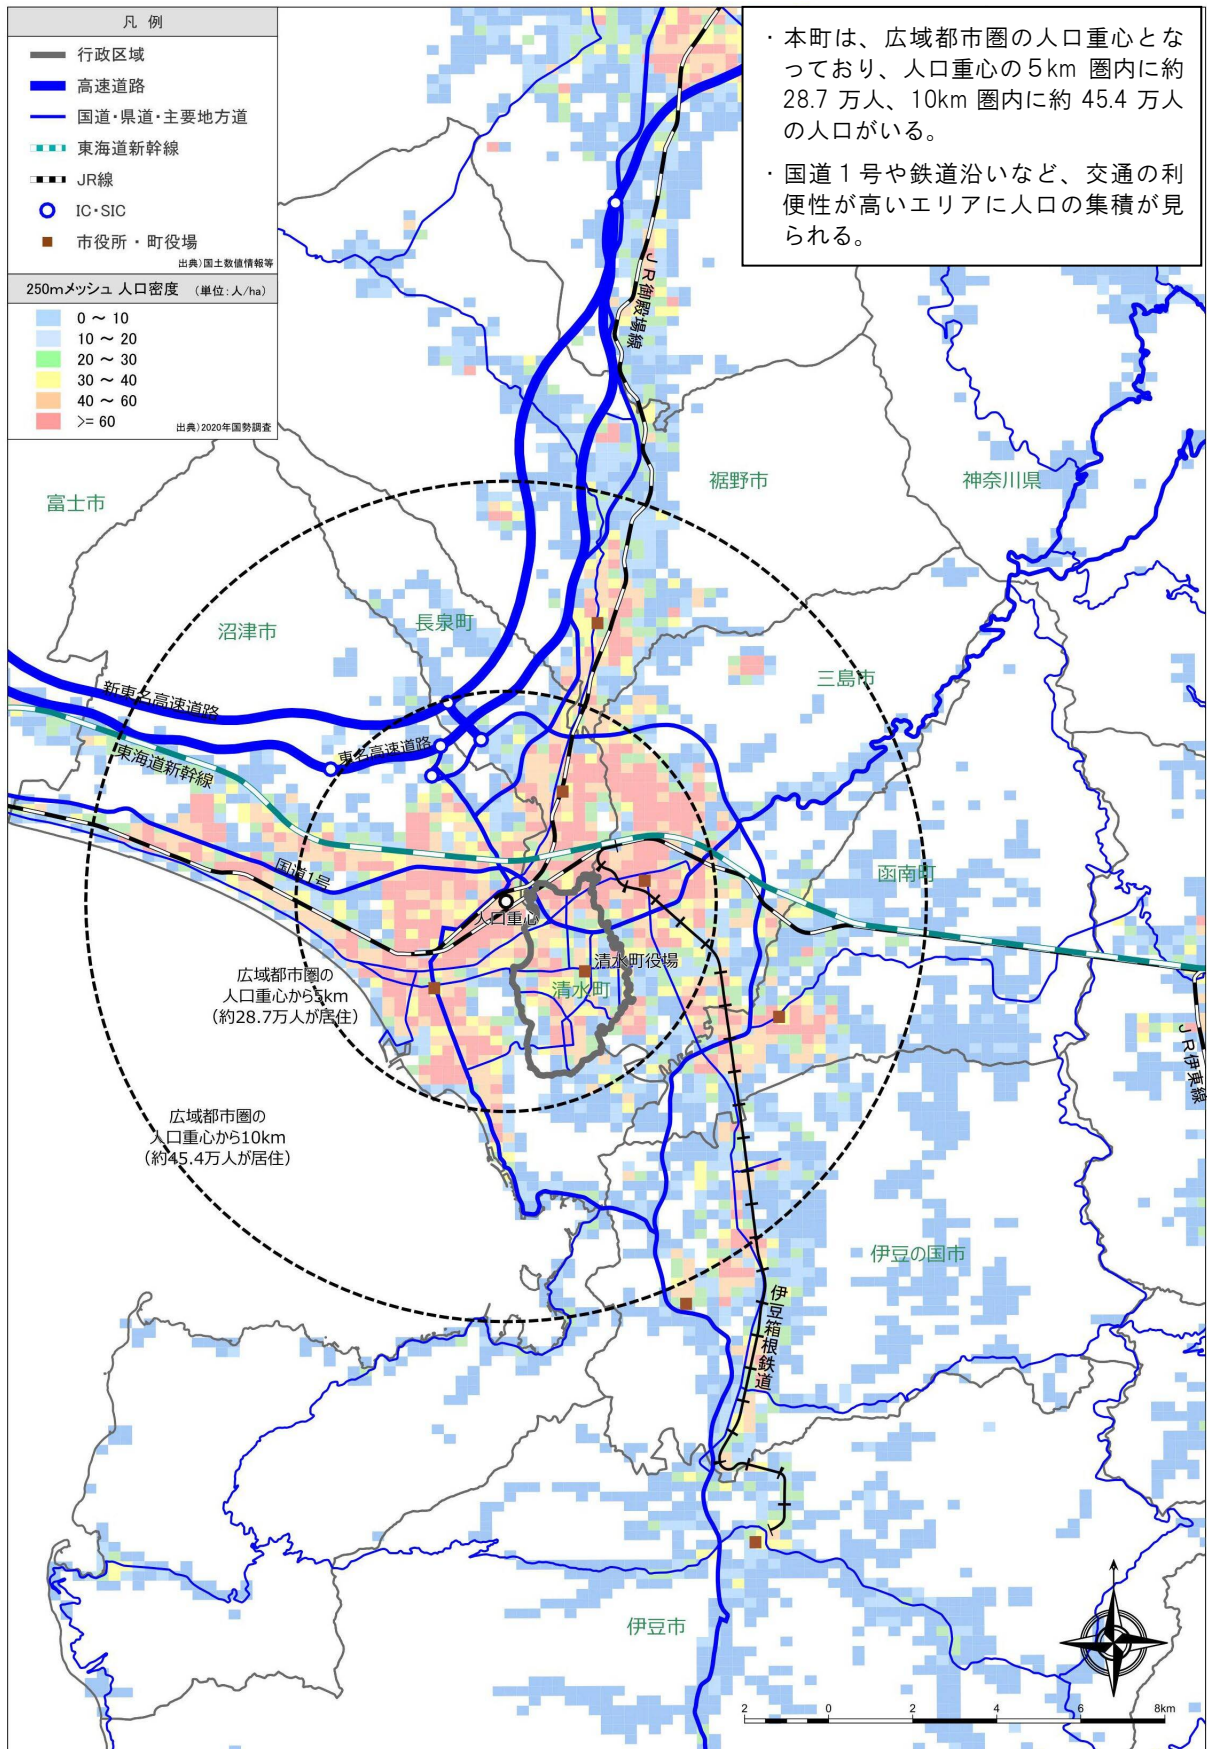 凡 例
行政区域
高速道路
国道・県道・主要地方道
東海道新幹線
JR線
IC・SIC
市役所・町役場
出典)国土数値情報等
250mメッシュ 人口密度 (単位:人/ha)
0 ～ 10
10 ～ 20
20 ～ 30
30 ～ 40
40 ～ 60
>= 60
出典)2020年国勢調査
・本町は、広域都市圏の人口重心とな
っており、人口重心の５km 圏内に約
28.7 万人、10km 圏内に約 45.4 万人
の人口がいる。
・国道１号や鉄道沿いなど、交通の利
便性が高いエリアに人口の集積が見
られる。
ＪＲ御殿場線
富士市
裾野市
神奈川県
沼津市
長泉町
三島市
新東名高速道路
東名高速道路
東海道新幹線
国道1号
函南町
人口重心
清水町役場
清水町
広域都市圏の
人口重心から5km
(約28.7万人が居住)
ＪＲ伊東線
広域都市圏の
人口重心から10km
(約45.4万人が居住)
伊豆の国市
伊豆箱根鉄道
伊豆市
2 0 2 4 6 8km